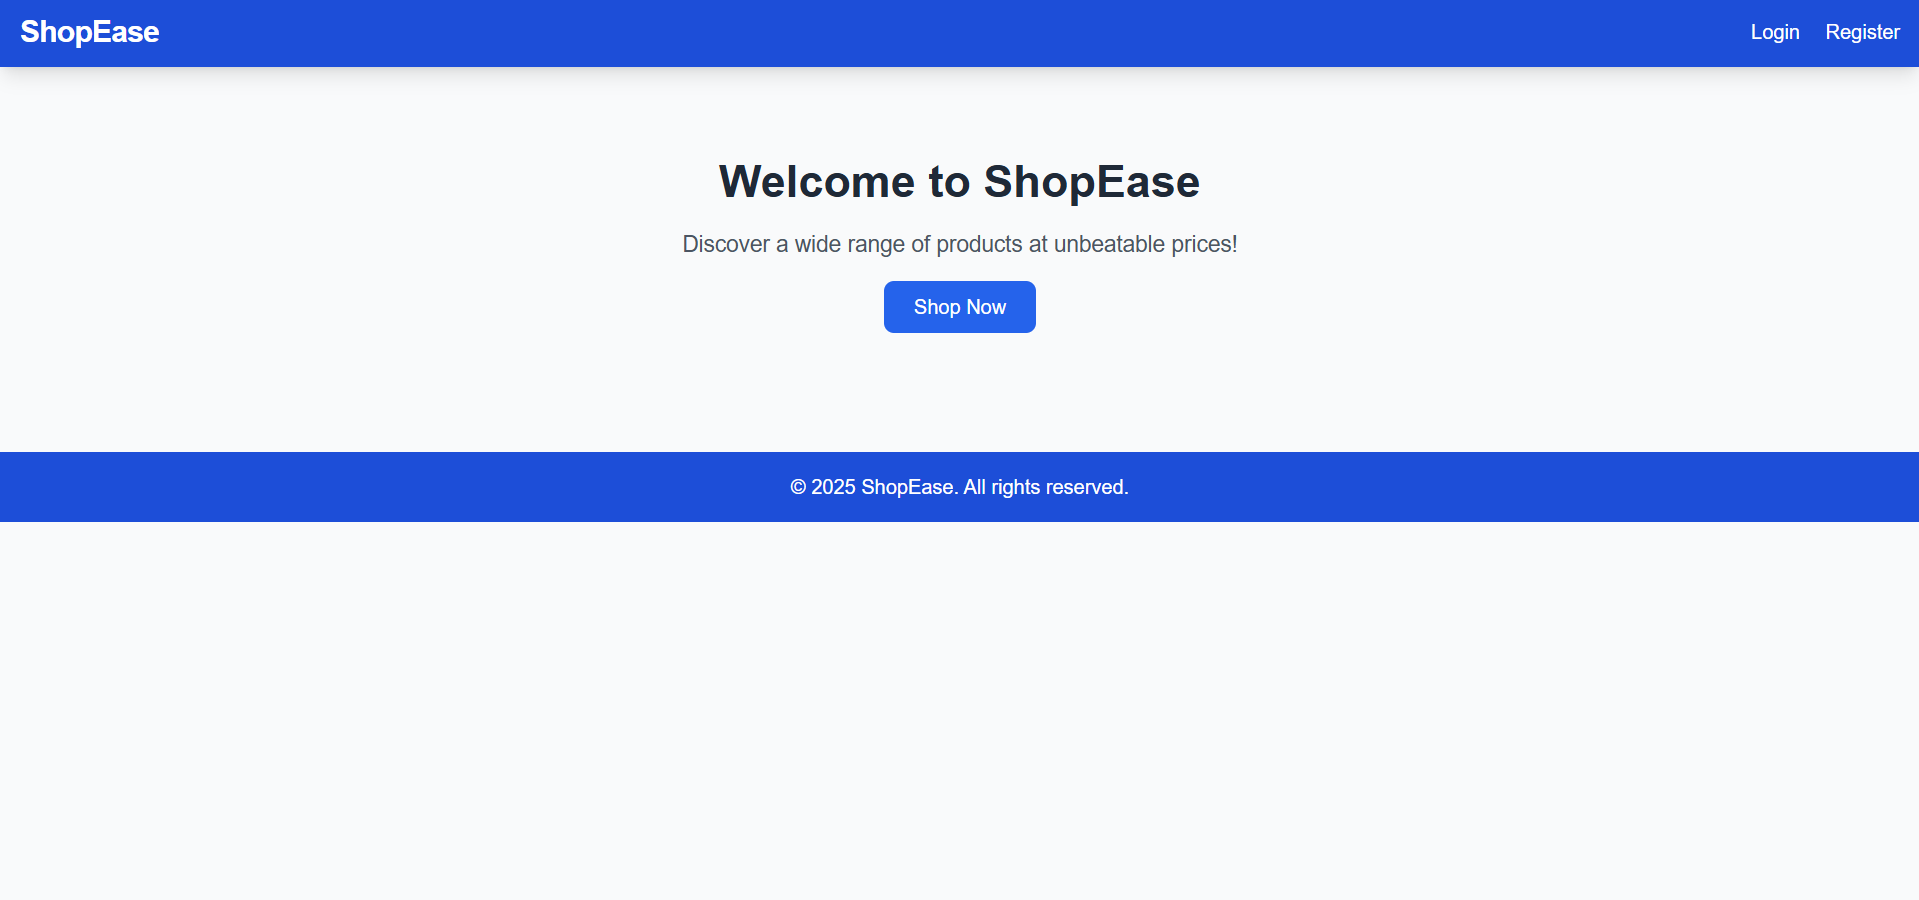 ShopEase
Login Register
Welcome to ShopEase
Discover a wide range of products at unbeatable prices!
Shop Now
© 2025 ShopEase. All rights reserved.